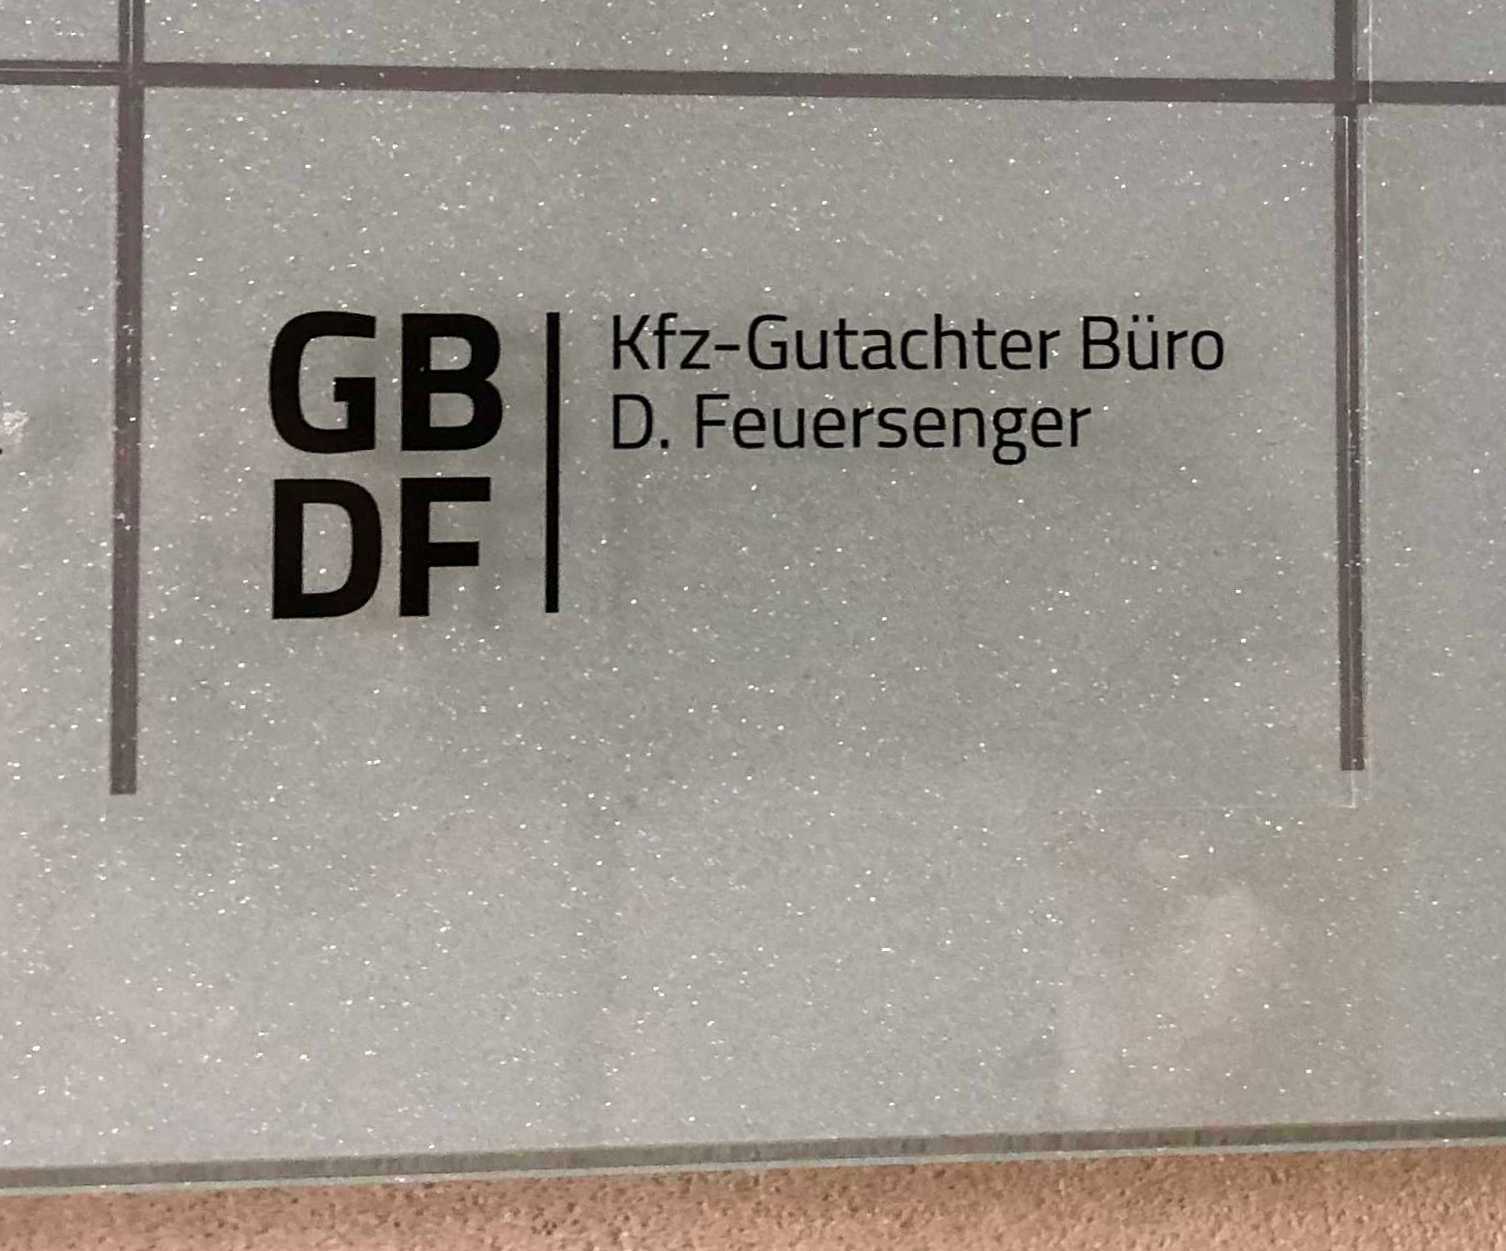 GB
DF
Kfz-Gutachter Büro
D. Feuersenger